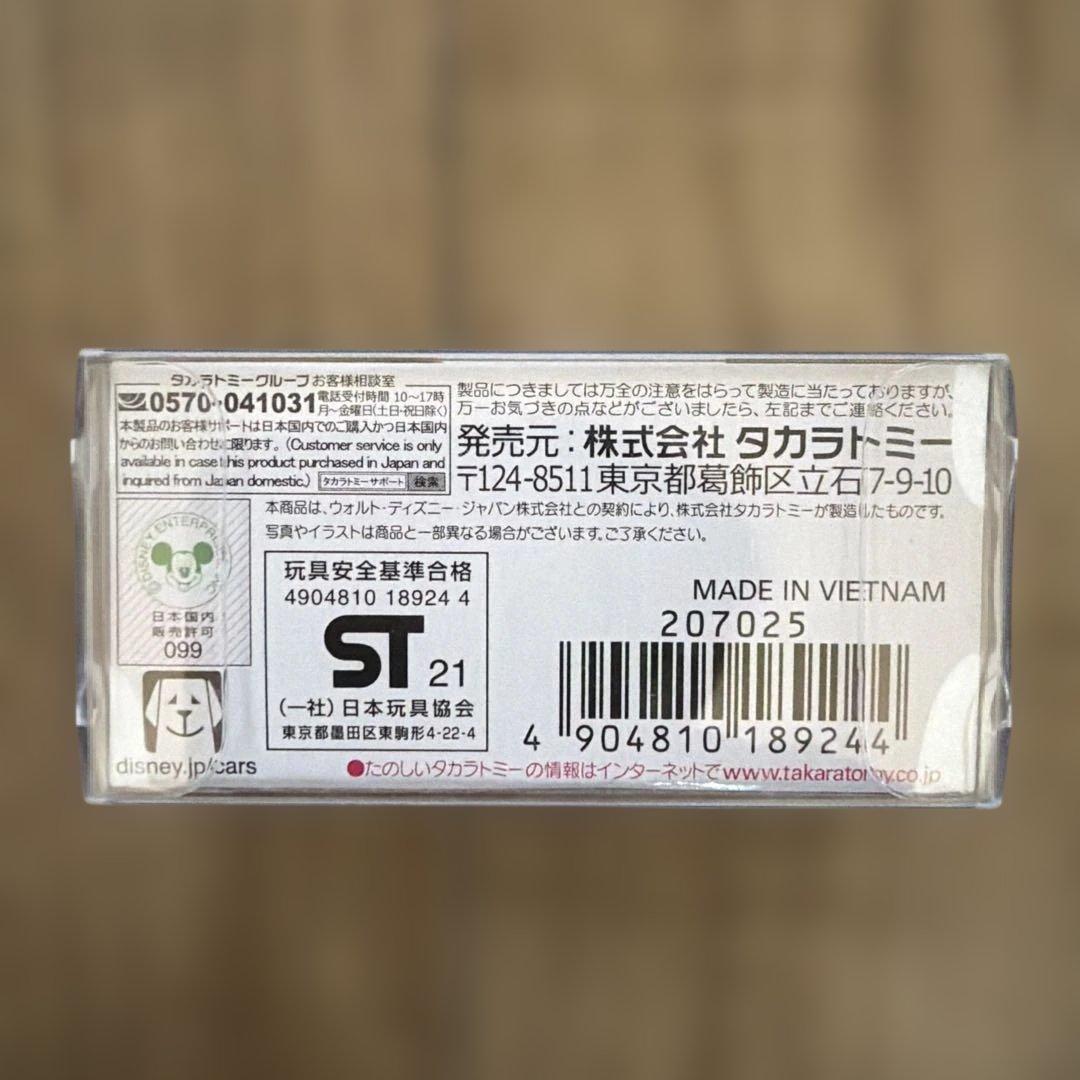 タカラトミーグループ お客様相談室
0570-041031 電話受付時間 10～17時
月～金曜日(土日・祝日除く)
本製品のお客様サポートは日本国内でのご購入かつ日本国内
からのお問い合わせに限ります。(Customer service is only
available in case this product purchased in Japan and
inquired from Japan domestic.) タカラトミーサポート 検索
製品につきましては万全の注意をはらって製造に当たっておりますが、
万一お気づきの点などがございましたら、左記までご連絡ください。
発売元：株式会社 タカラトミー
〒124-8511 東京都葛飾区立石7-9-10
本商品は、ウォルト・ディズニー・ジャパン株式会社との契約により、株式会社タカラトミーが製造したものです。
写真やイラストは商品と一部異なる場合がございます。ご了承ください。
©DISNEY ENTERPRISES, INC.
日本国内
販売許可
099
玩具安全基準合格
4904810 18924 4
ST 21
(一社)日本玩具協会
東京都墨田区東駒形4-22-4
MADE IN VIETNAM
207025
4 904810 189244
disney.jp/cars
●たのしいタカラトミーの情報はインターネットで www.takaratomy.co.jp